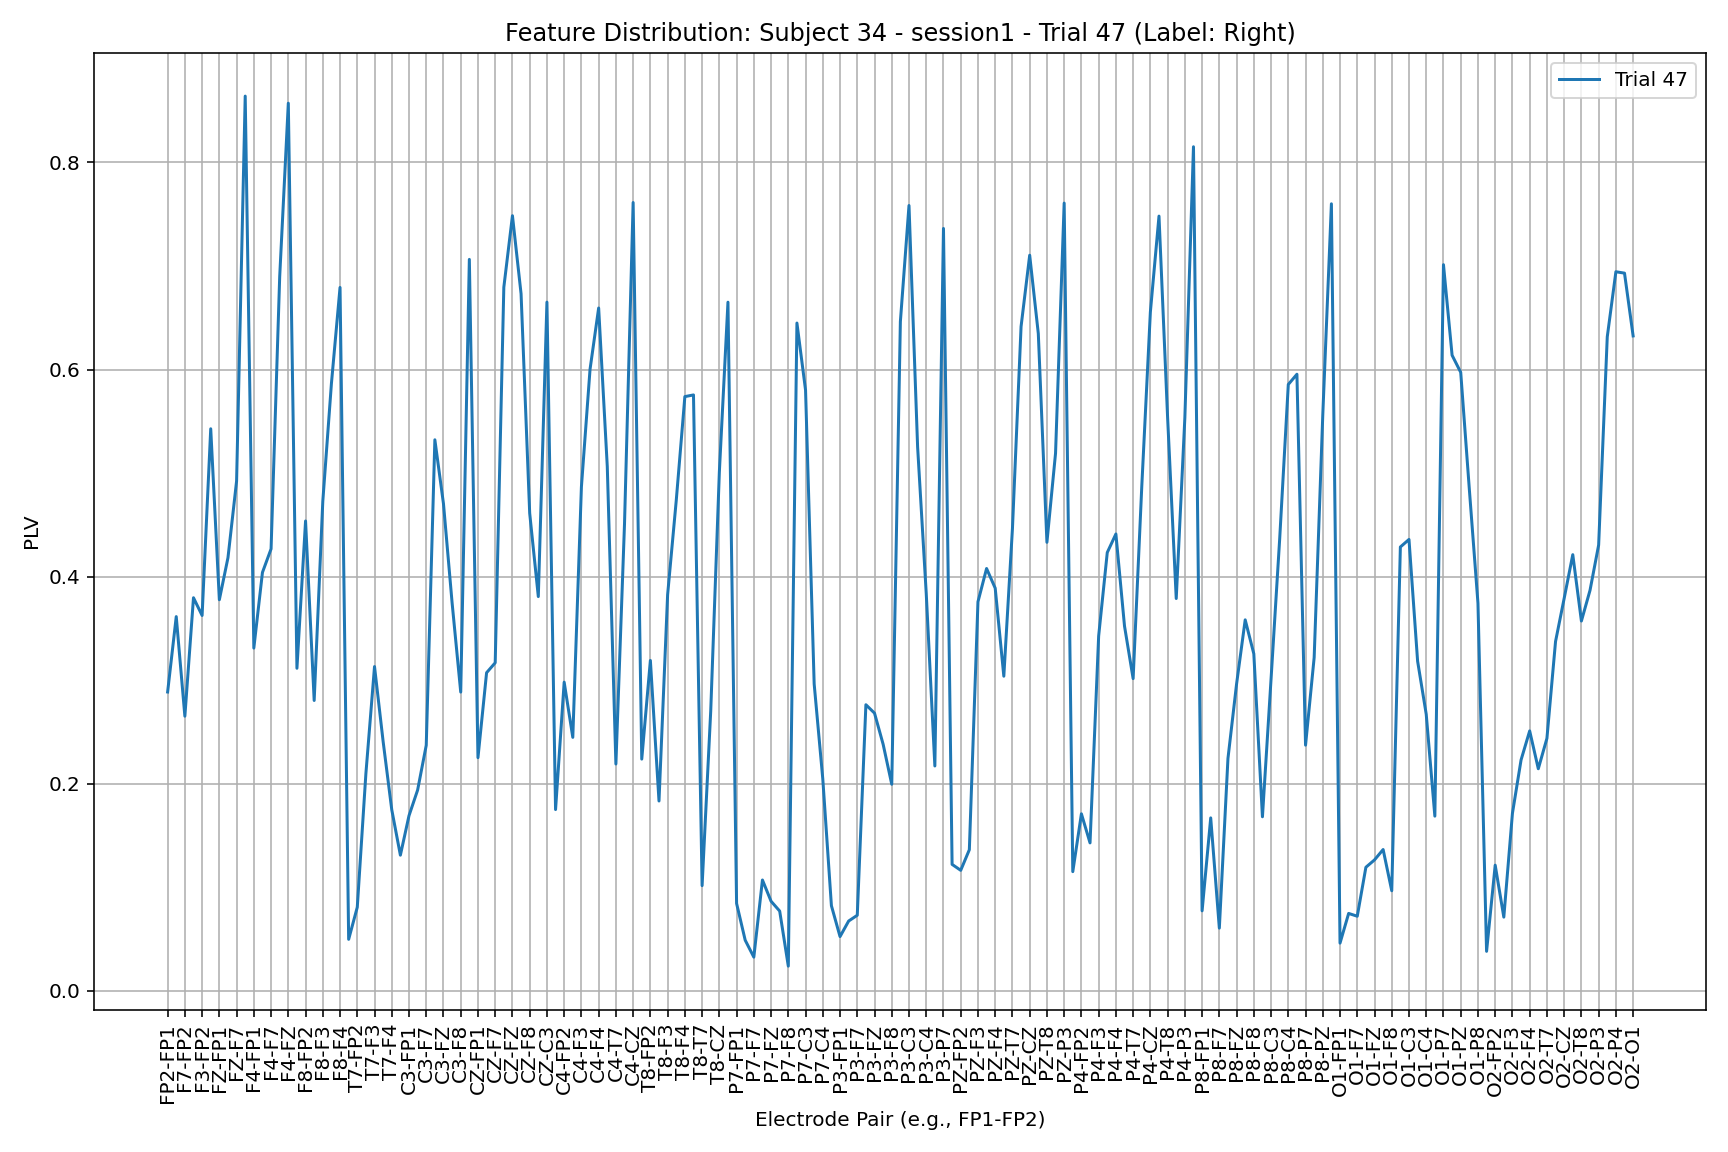 Feature Distribution: Subject 34 - session1 - Trial 47 (Label: Right)
Trial 47
PLV
0.8
0.6
0.4
0.2
0.0
FP2-FP1
F7-FP2
F3-FP2
FZ-FP1
FZ-F7
F4-FP1
F4-F7
F4-FZ
F8-FP2
F8-F3
F8-F4
T7-FP2
T7-F3
T7-F4
C3-FP1
C3-F7
C3-FZ
C3-F8
CZ-FP1
CZ-F7
CZ-FZ
CZ-F8
CZ-C3
C4-FP2
C4-F3
C4-F4
C4-T7
C4-CZ
T8-FP2
T8-F3
T8-F4
T8-T7
T8-CZ
P7-FP1
P7-F7
P7-FZ
P7-F8
P7-C3
P7-C4
P3-FP1
P3-F7
P3-FZ
P3-F8
P3-C3
P3-C4
P3-P7
PZ-FP2
PZ-F3
PZ-F4
PZ-T7
PZ-CZ
PZ-T8
PZ-P3
P4-FP2
P4-F3
P4-F4
P4-T7
P4-CZ
P4-T8
P4-P3
P8-FP1
P8-F7
P8-FZ
P8-F8
P8-C3
P8-C4
P8-P7
P8-PZ
O1-FP1
O1-F7
O1-FZ
O1-F8
O1-C3
O1-C4
O1-P7
O1-PZ
O1-P8
O2-FP2
O2-F3
O2-F4
O2-T7
O2-CZ
O2-T8
O2-P3
O2-P4
O2-O1
Electrode Pair (e.g., FP1-FP2)